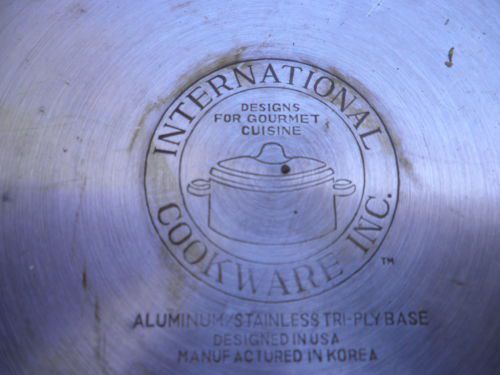 INTERNATIONAL
DESIGNS
FOR GOURMET
CUISINE
COOKWARE INC.
TM
ALUMINUM/STAINLESS TRI-PLY BASE
DESIGNED IN USA
MANUFACTURED IN KOREA